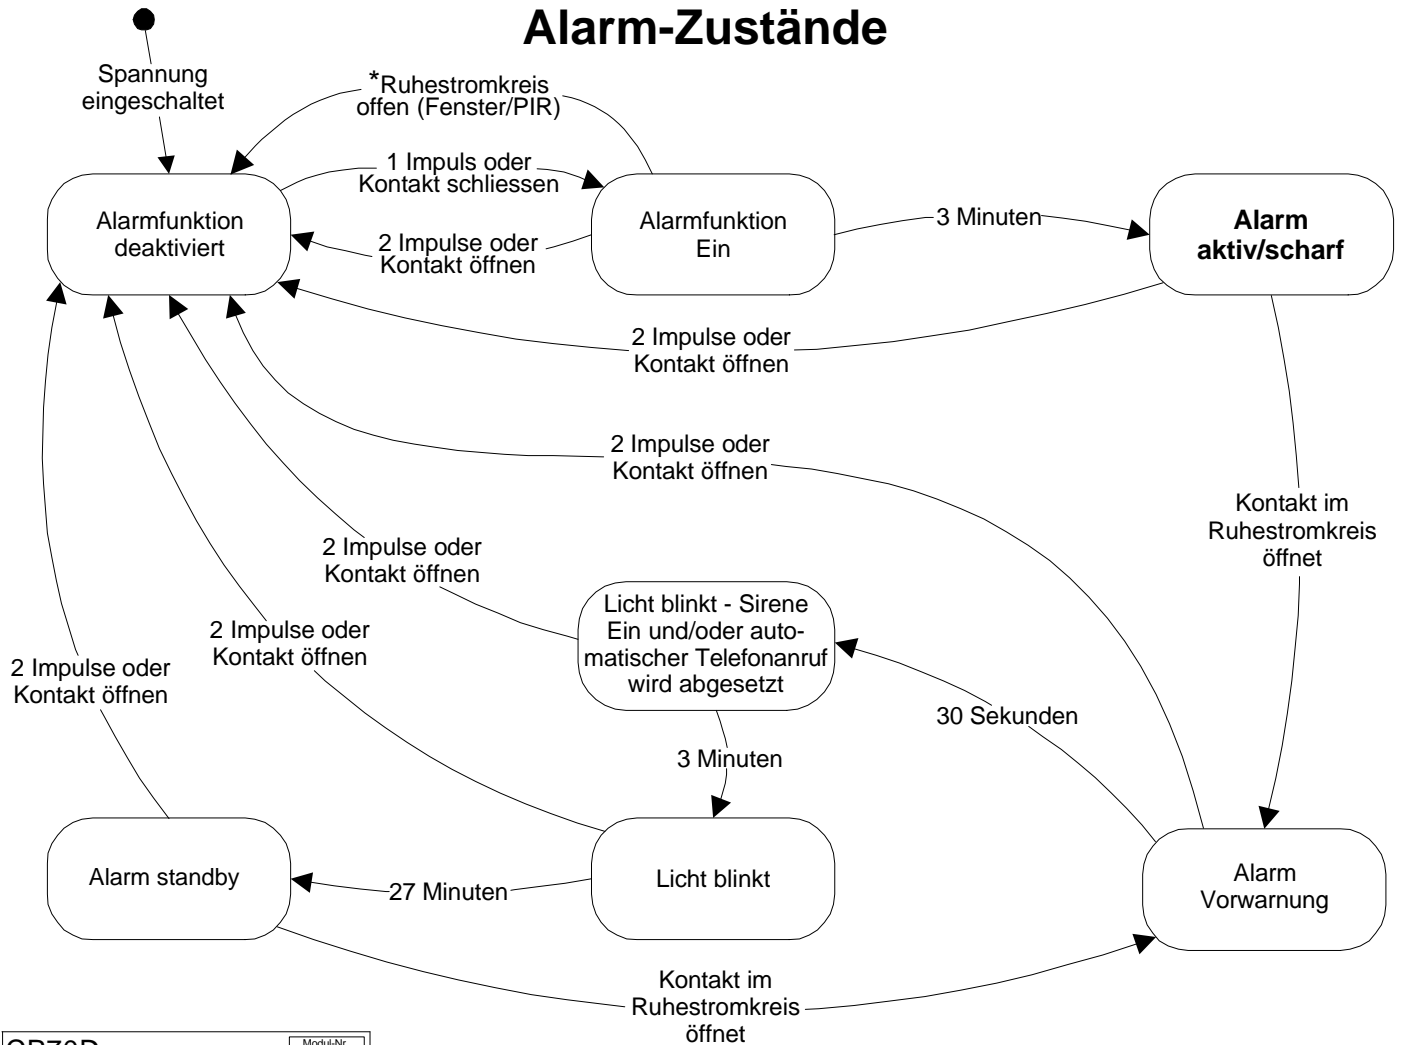 Alarm-Zustände
Spannung
eingeschaltet
*Ruhestromkreis
offen (Fenster/PIR)
1 Impuls oder
Kontakt schliessen
Alarmfunktion
deaktiviert
2 Impulse oder
Kontakt öffnen
Alarmfunktion
Ein
3 Minuten
Alarm
aktiv/scharf
2 Impulse oder
Kontakt öffnen
2 Impulse oder
Kontakt öffnen
Kontakt im
Ruhestromkreis
öffnet
2 Impulse oder
Kontakt öffnen
Licht blinkt - Sirene
Ein und/oder auto-
matischer Telefonanruf
wird abgesetzt
2 Impulse oder
Kontakt öffnen
2 Impulse oder
Kontakt öffnen
30 Sekunden
3 Minuten
Alarm standby
27 Minuten
Licht blinkt
Alarm
Vorwarnung
Kontakt im
Ruhestromkreis
öffnet
Modul-Nr